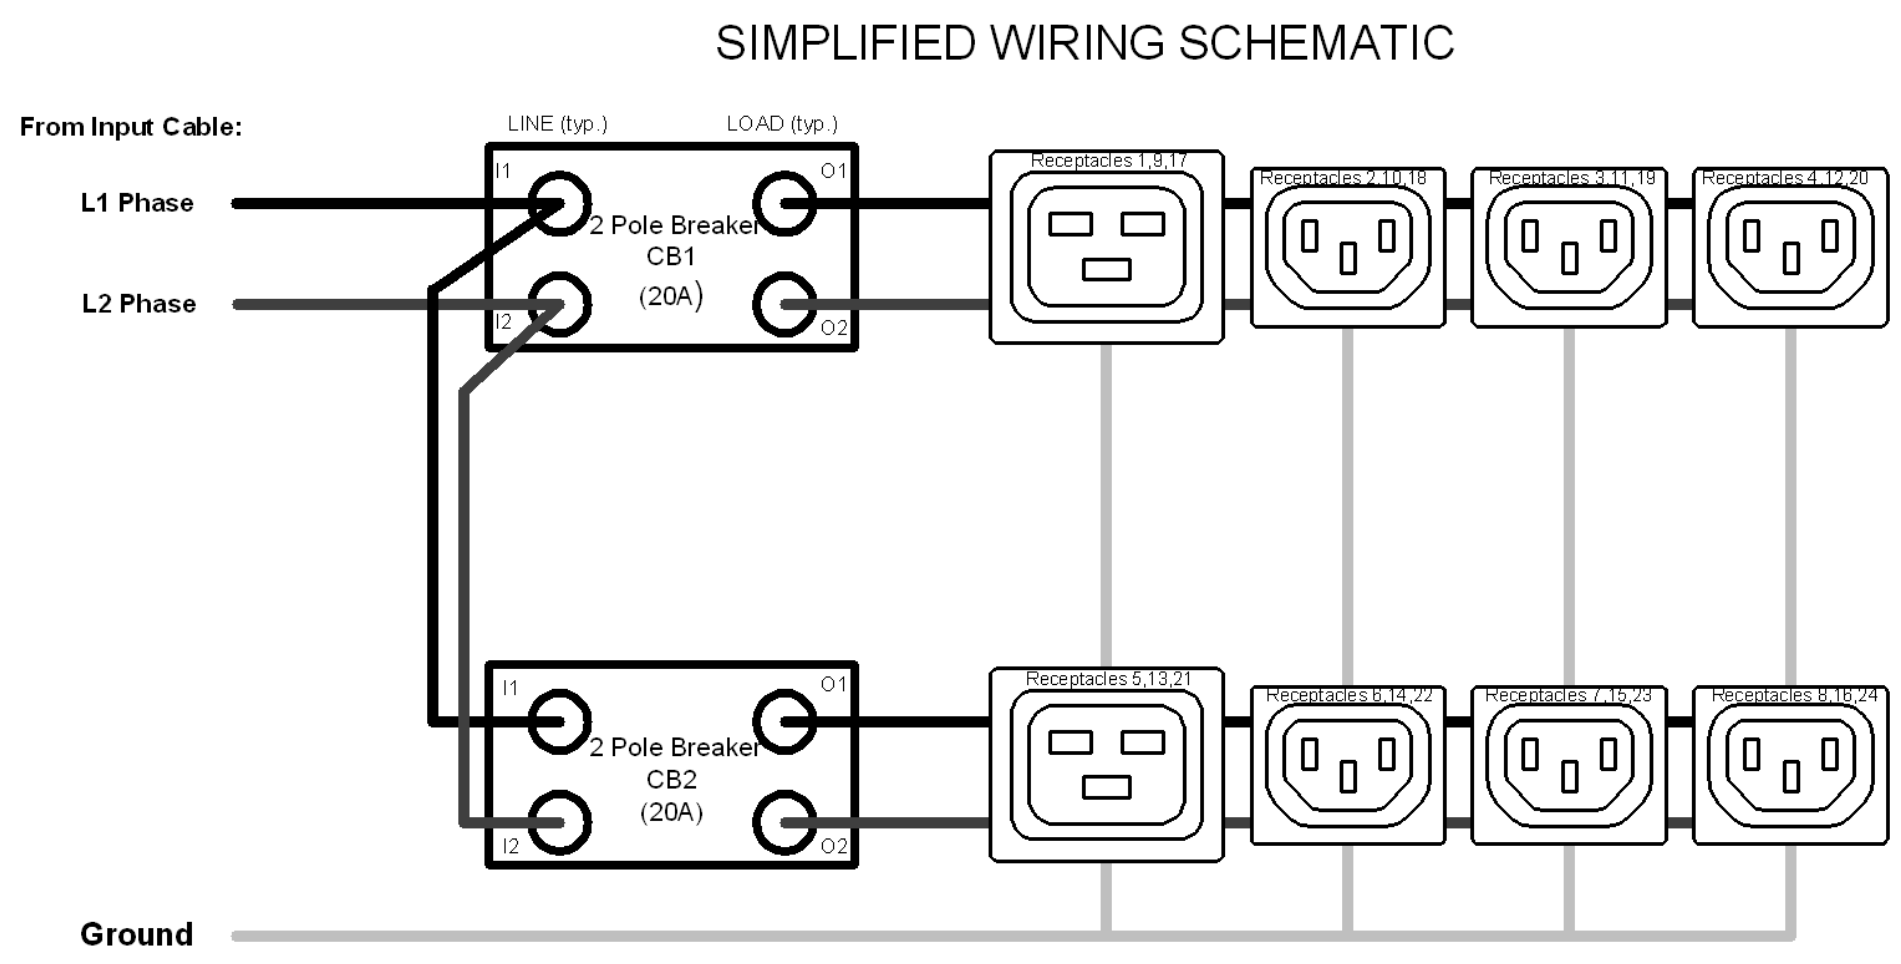 SIMPLIFIED WIRING SCHEMATIC
From Input Cable:
LINE (typ.)
LOAD (typ.)
L1 Phase
L2 Phase
I1
O1
2 Pole Breaker
CB1
(20A)
I2
O2
Receptacles 1,9,17
Receptacles 2,10,18
Receptacles 3,11,19
Receptacles 4,12,20
I1
O1
2 Pole Breaker
CB2
(20A)
I2
O2
Receptacles 5,13,21
Receptacles 6,14,22
Receptacles 7,15,23
Receptacles 8,16,24
Ground